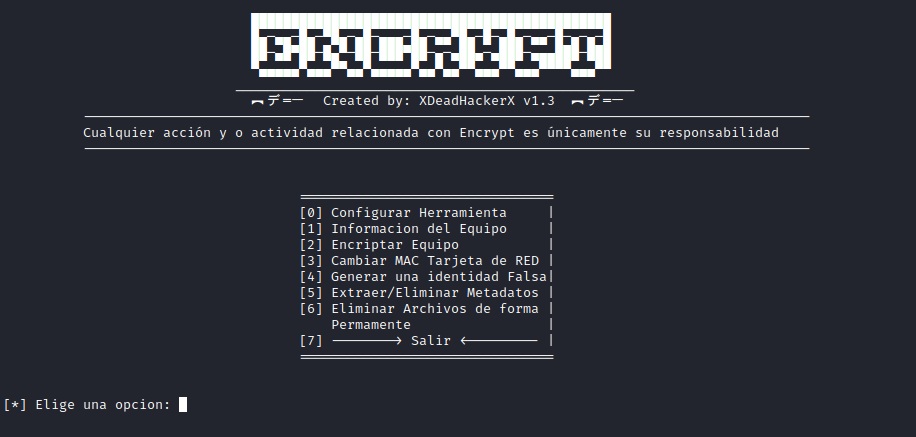 ENCRYPT
︻デ═一 Created by: XDeadHackerX v1.3 ︻デ═一
Cualquier acción y o actividad relacionada con Encrypt es únicamente su responsabilidad
[0] Configurar Herramienta
[1] Informacion del Equipo
[2] Encriptar Equipo
[3] Cambiar MAC Tarjeta de RED
[4] Generar una identidad Falsa
[5] Extraer/Eliminar Metadatos
[6] Eliminar Archivos de forma
Permamente
[7] ---------> Salir <---------
[*] Elige una opcion: